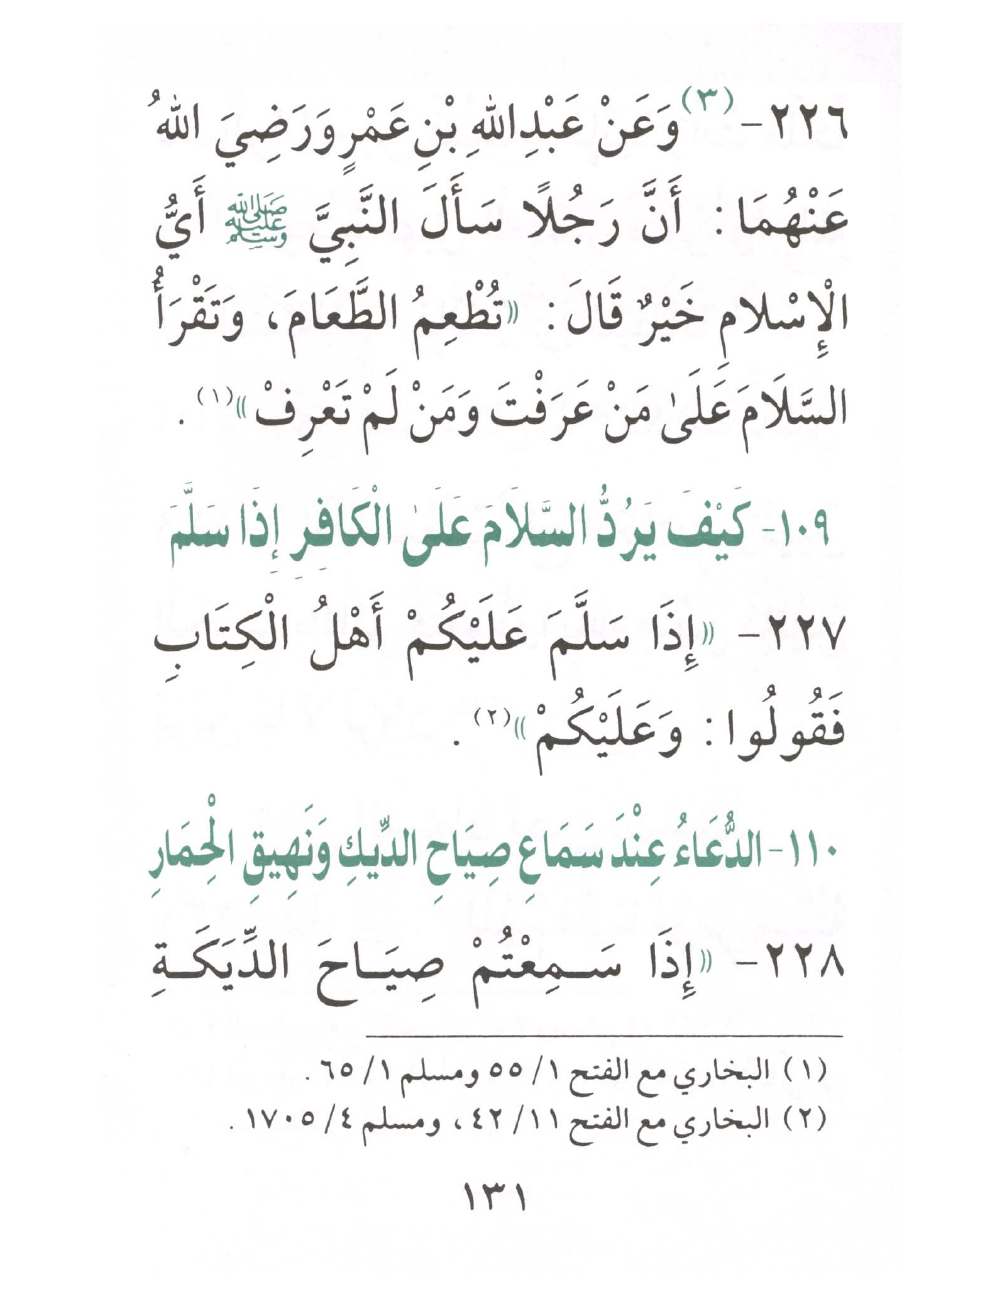 ٢٢٦- (٣) وَعَنْ عَبْدِاللهِ بْنِ عَمْرٍو رَضِيَ اللهُ
عَنْهُمَا: أَنَّ رَجُلًا سَأَلَ النَّبِيَّ ﷺ أَيُّ
الْإِسْلامِ خَيْرٌ قَالَ: «تُطْعِمُ الطَّعَامَ، وَتَقْرَأُ
السَّلَامَ عَلَىٰ مَنْ عَرَفْتَ وَمَنْ لَمْ تَعْرِفْ»(١).
١٠٩- كَيْفَ يَرُدُّ السَّلَامَ عَلَىٰ الْكَافِرِ إِذَا سَلَّمَ
٢٢٧- «إِذَا سَلَّمَ عَلَيْكُمْ أَهْلُ الْكِتَابِ
فَقُولُوا: وَعَلَيْكُمْ»(٢).
١١٠- الدُّعَاءُ عِنْدَ سَمَاعِ صِيَاحِ الدِّيكِ وَنَهِيقِ الْحِمَارِ
٢٢٨- «إِذَا سَمِعْتُمْ صِيَاحَ الدِّيَكَةِ
(١) البخاري مع الفتح ١/ ٥٥ ومسلم ١/ ٦٥.
(٢) البخاري مع الفتح ١١/ ٤٢، ومسلم ٤/ ١٧٠٥.
١٣١